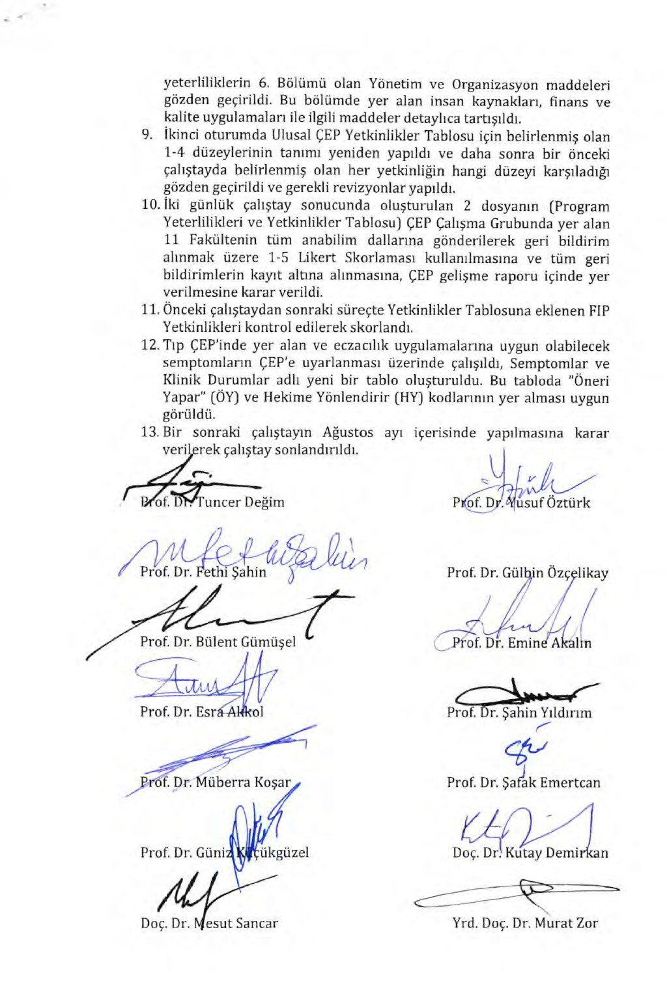 yeterliliklerin 6. Bölümü olan Yönetim ve Organizasyon maddeleri
gözden geçirildi. Bu bölümde yer alan insan kaynakları, finans ve
kalite uygulamaları ile ilgili maddeler detaylıca tartışıldı.
9. İkinci oturumda Ulusal ÇEP Yetkinlikler Tablosu için belirlenmiş olan
1-4 düzeylerinin tanımı yeniden yapıldı ve daha sonra bir önceki
çalıştayda belirlenmiş olan her yetkinliğin hangi düzeyi karşıladığı
gözden geçirildi ve gerekli revizyonlar yapıldı.
10. İki günlük çalıştay sonucunda oluşturulan 2 dosyanın (Program
Yeterlilikleri ve Yetkinlikler Tablosu) ÇEP Çalışma Grubunda yer alan
11 Fakültenin tüm anabilim dallarına gönderilerek geri bildirim
alınmak üzere 1-5 Likert Skorlaması kullanılmasına ve tüm geri
bildirimlerin kayıt altına alınmasına, ÇEP gelişme raporu içinde yer
verilmesine karar verildi.
11. Önceki çalıştaydan sonraki süreçte Yetkinlikler Tablosuna eklenen FIP
Yetkinlikleri kontrol edilerek skorlandı.
12. Tıp ÇEP'inde yer alan ve eczacılık uygulamalarına uygun olabilecek
semptomların ÇEP'e uyarlanması üzerinde çalışıldı, Semptomlar ve
Klinik Durumlar adlı yeni bir tablo oluşturuldu. Bu tabloda "Öneri
Yapar" (ÖY) ve Hekime Yönlendirir (HY) kodlarının yer alması uygun
görüldü.
13. Bir sonraki çalıştayın Ağustos ayı içerisinde yapılmasına karar
verilerek çalıştay sonlandırıldı.
Prof. Dr. Tuncer Değim
Prof. Dr. Yusuf Öztürk
Prof. Dr. Fethi Şahin
Prof. Dr. Gülbin Özçelikay
Prof. Dr. Bülent Gümüşel
Prof. Dr. Emine Akalın
Prof. Dr. Esra Akkol
Prof. Dr. Şahin Yıldırım
Prof. Dr. Müberra Koşar
Prof. Dr. Şafak Emertcan
Prof. Dr. Güniz Küçükgüzel
Doç. Dr. Kutay Demirkan
Doç. Dr. Mesut Sancar
Yrd. Doç. Dr. Murat Zor